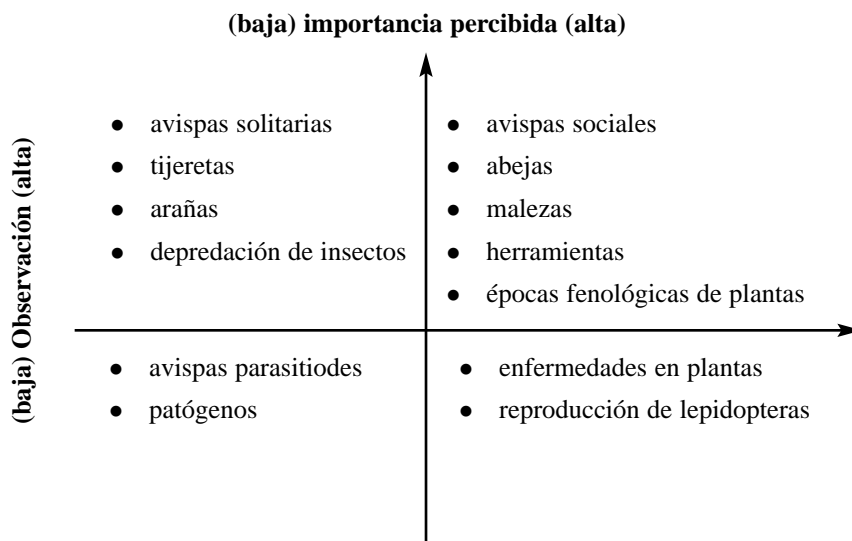 (baja) importancia percibida (alta)
(baja) Observación (alta)
● avispas solitarias
● tijeretas
● arañas
● depredación de insectos
● avispas sociales
● abejas
● malezas
● herramientas
● épocas fenológicas de plantas
● avispas parasitiodes
● patógenos
● enfermedades en plantas
● reproducción de lepidopteras